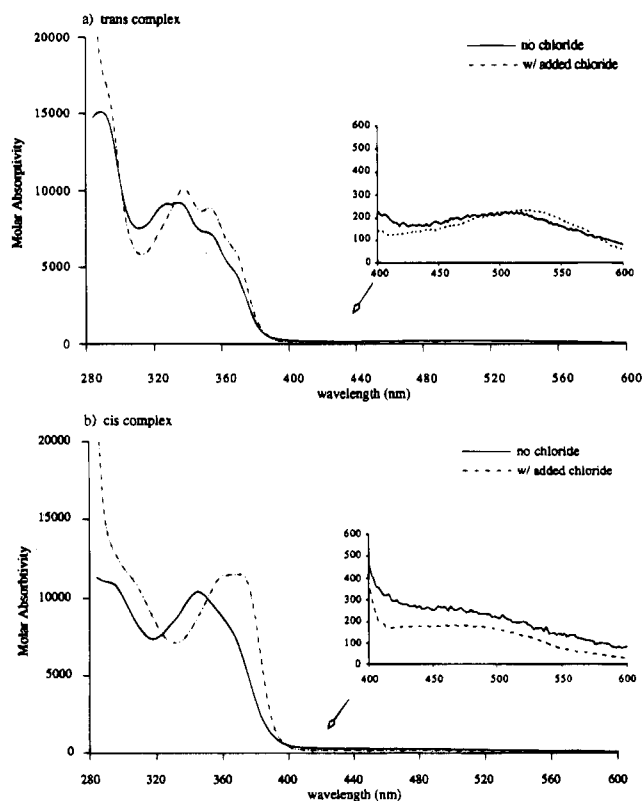 a) trans complex
no chloride
w/ added chloride
Molar Absorptivity
20000
15000
10000
5000
0
280 320 360 400 440 480 520 560 600
wavelength (nm)
600
500
400
300
200
100
0
400 450 500 550 600
b) cis complex
no chloride
w/ added chloride
Molar Absorbtivity
20000
15000
10000
5000
0
280 320 360 400 440 480 520 560 600
wavelength (nm)
600
500
400
300
200
100
0
400 450 500 550 600